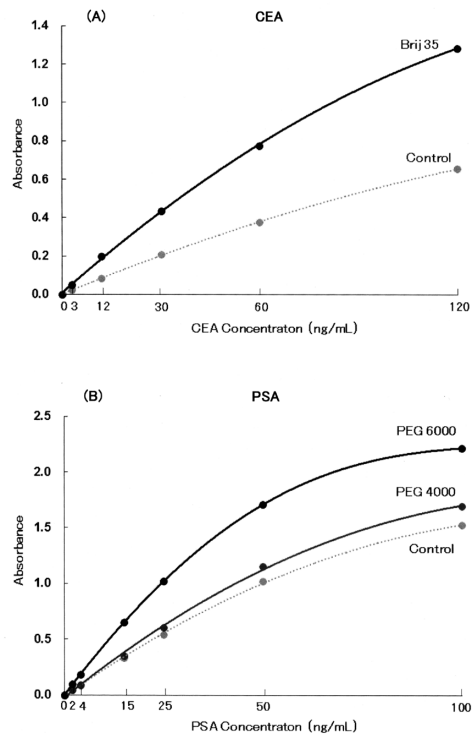 (A) CEA
1.4
Brij 35
1.2
1.0
0.8
Control
0.6
0.4
0.2
0.0
0 3 12 30 60 120
Absorbance
CEA Concentraton (ng/mL)
(B) PSA
2.5
PEG 6000
2.0
PEG 4000
1.5
Control
1.0
0.5
0.0
0 2 4 15 25 50 100
Absorbance
PSA Concentraton (ng/mL)